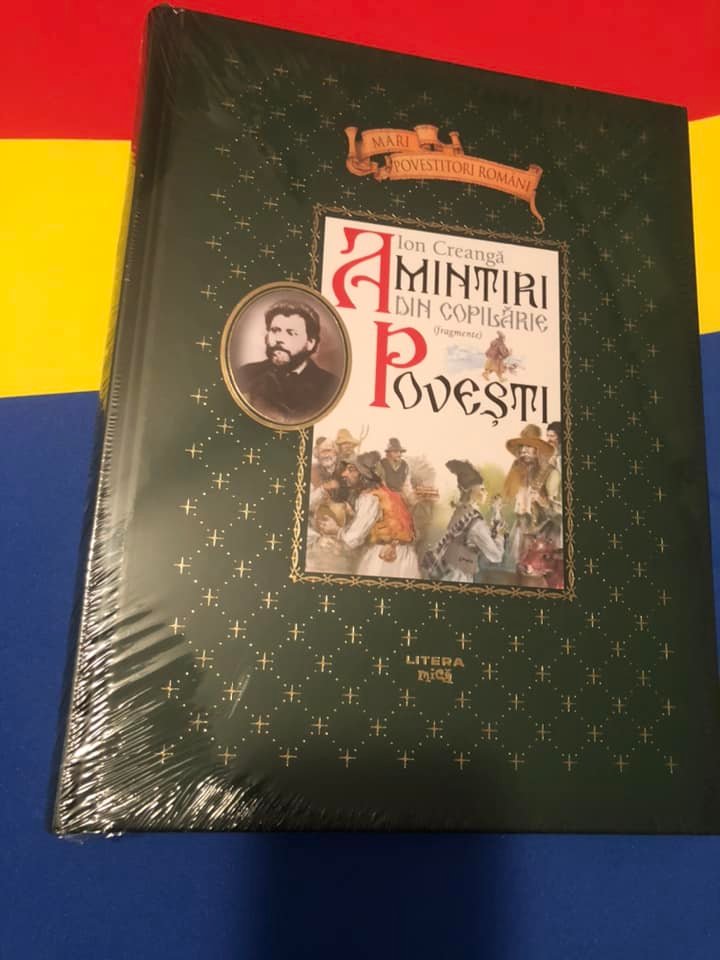 MARI
POVESTITORI ROMÂNI
Ion Creangă
AMINTIRI
DIN COPILĂRIE
(fragmente)
POVEȘTI
LITERA
mică